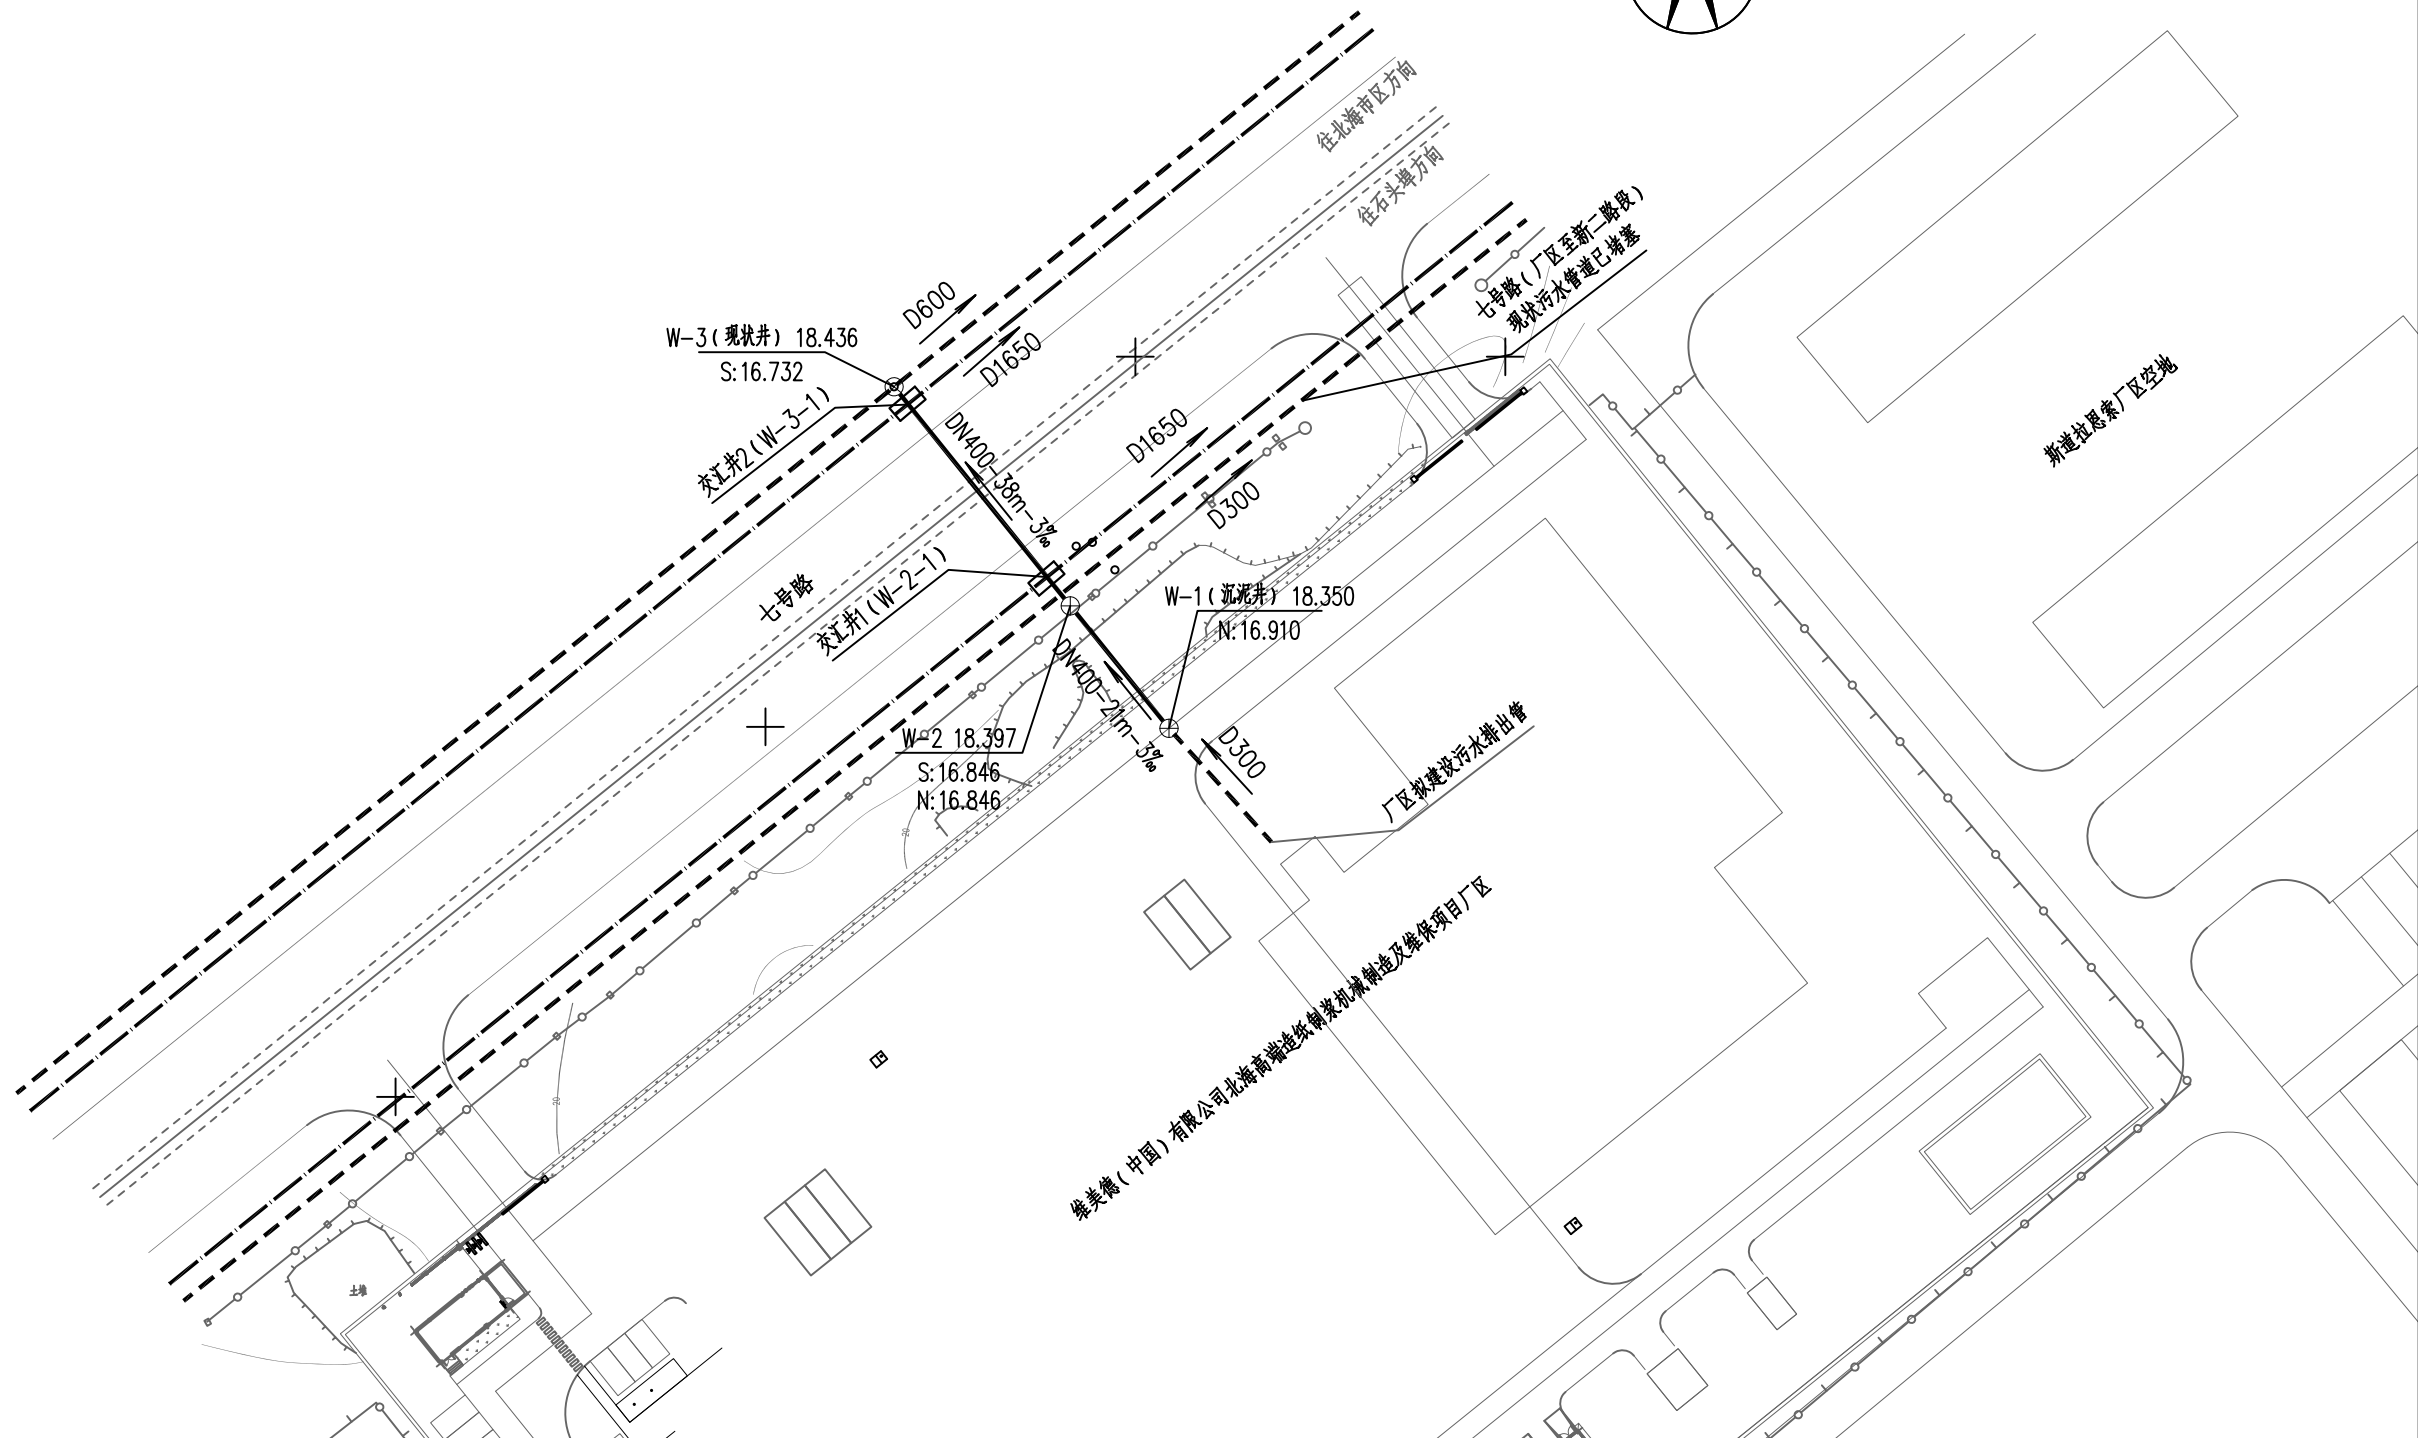 往北海市区方向
往石头埠方向
七号路(厂区至新二路段)
现状污水管道已堵塞
D600
W-3(现状井) 18.436
S:16.732
D1650
交汇井2(W-3-1)
DN400-38m-3‰
D1650
D300
斯道拉恩索厂区空地
七号路
交汇井1(W-2-1)
W-1(沉泥井) 18.350
N:16.910
DN400-21m-3‰
W-2 18.397
S:16.846
N:16.846
D300
厂区拟建设污水排出管
20
维美德(中国)有限公司北海高端造纸制浆机械制造及维保项目厂区
20
土堆